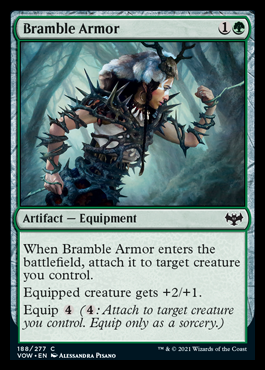 Bramble Armor 1
Artifact — Equipment
When Bramble Armor enters the
battlefield, attach it to target creature
you control.
Equipped creature gets +2/+1.
Equip 4 (4: Attach to target creature
you control. Equip only as a sorcery.)
188/277 C
VOW • EN Alessandra Pisano
™ & © 2021 Wizards of the Coast